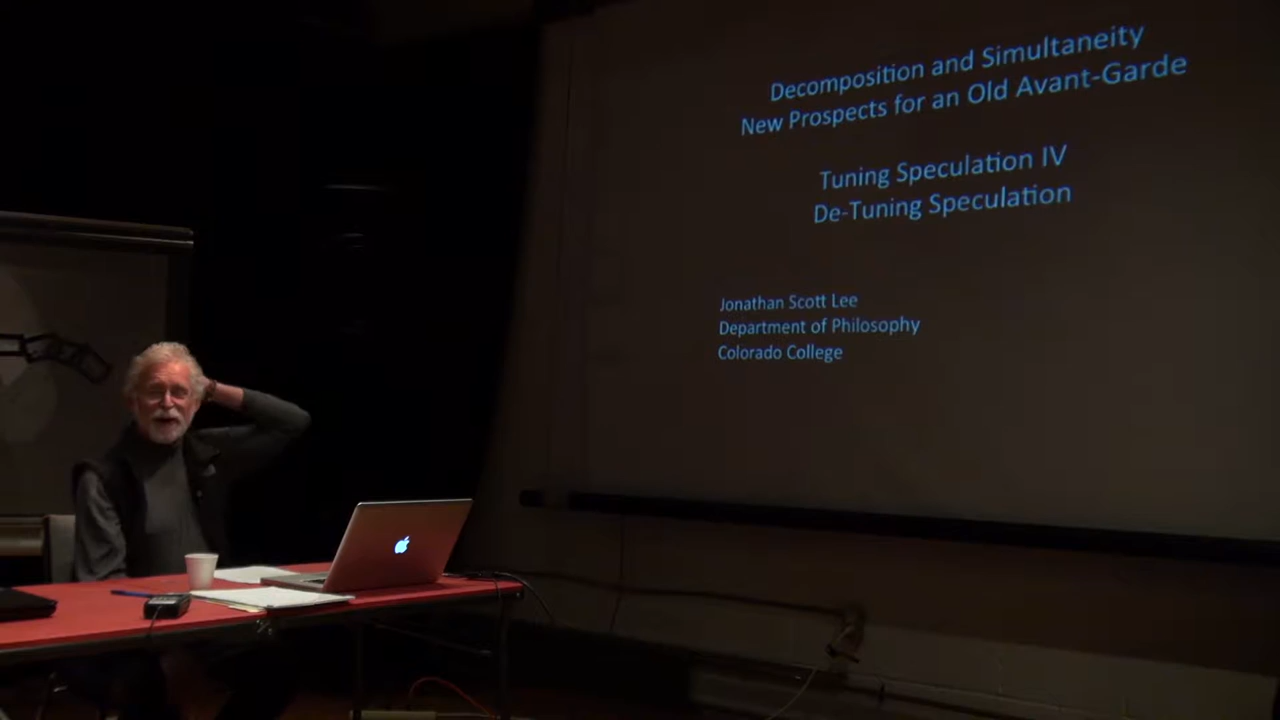 Decomposition and Simultaneity
New Prospects for an Old Avant-Garde
Tuning Speculation IV
De-Tuning Speculation
Jonathan Scott Lee
Department of Philosophy
Colorado College